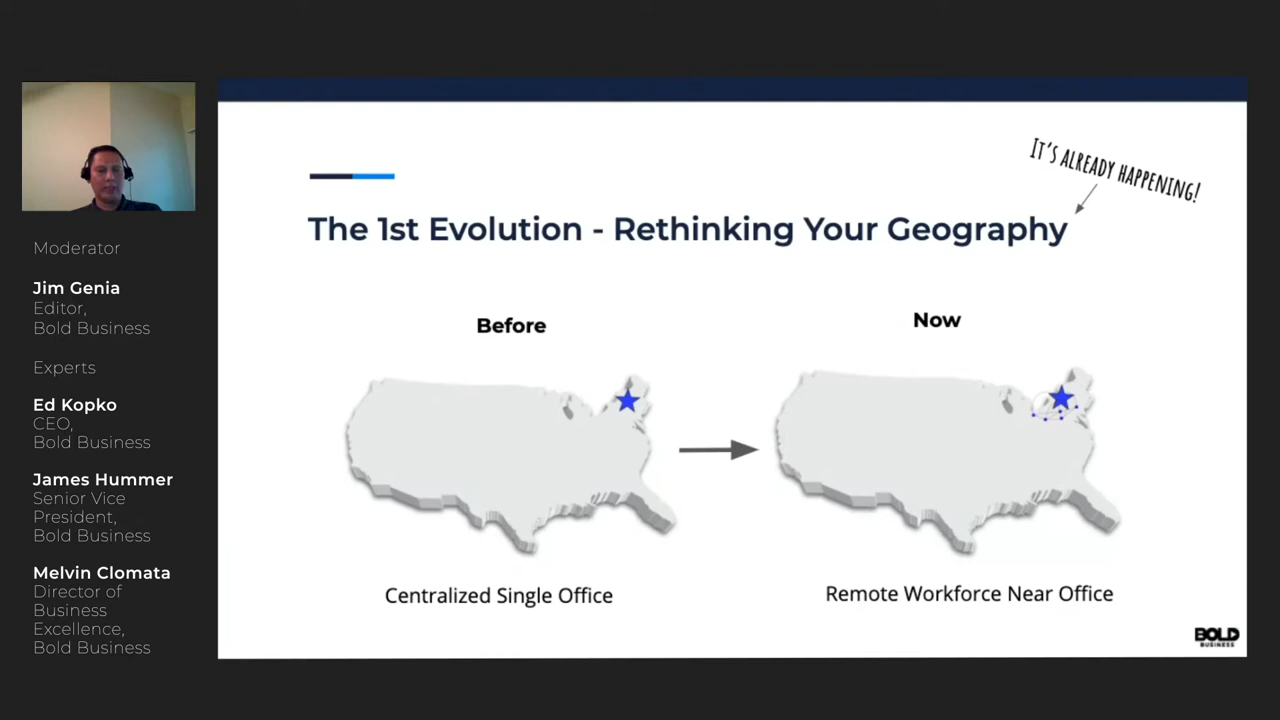 Moderator
Jim Genia
Editor,
Bold Business
Experts
Ed Kopko
CEO,
Bold Business
James Hummer
Senior Vice
President,
Bold Business
Melvin Clomata
Director of
Business
Excellence,
Bold Business
IT'S ALREADY HAPPENING!
The 1st Evolution - Rethinking Your Geography
Before
Now
Centralized Single Office
Remote Workforce Near Office
BOLD
BUSINESS